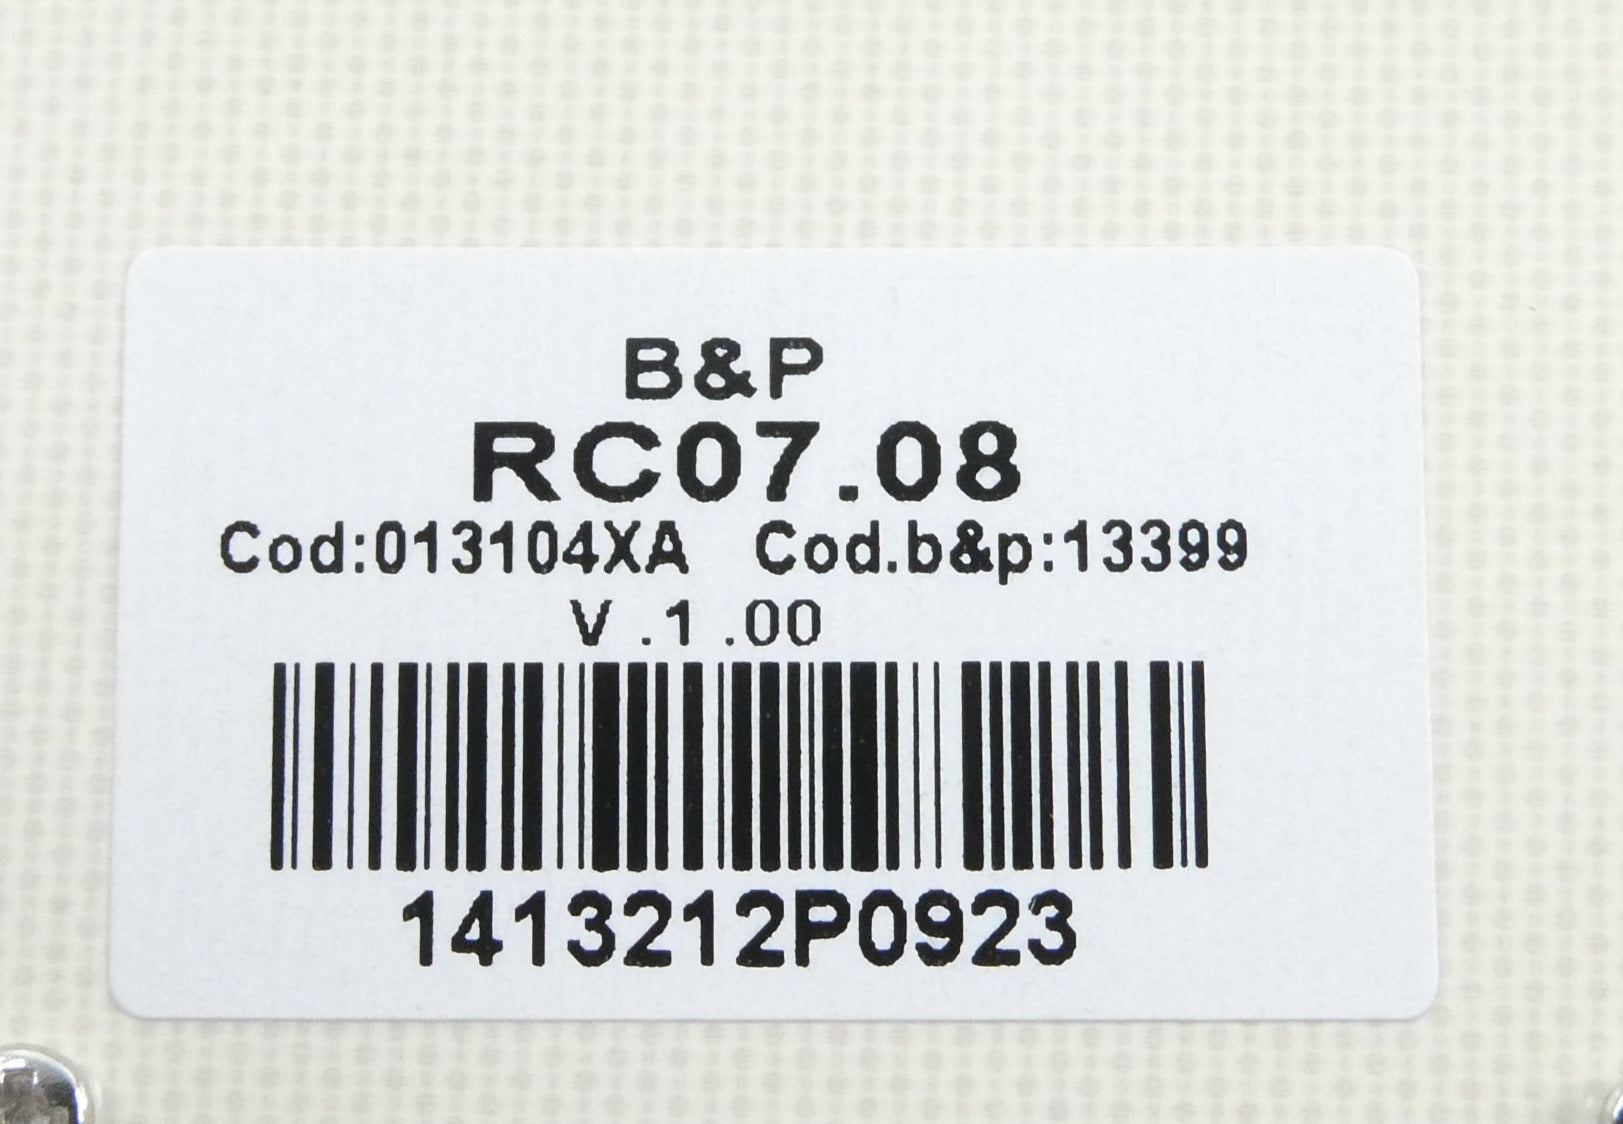 B&P
RC07.08
Cod:013104XA Cod.b&p:13399
V .1 .00
1413212P0923